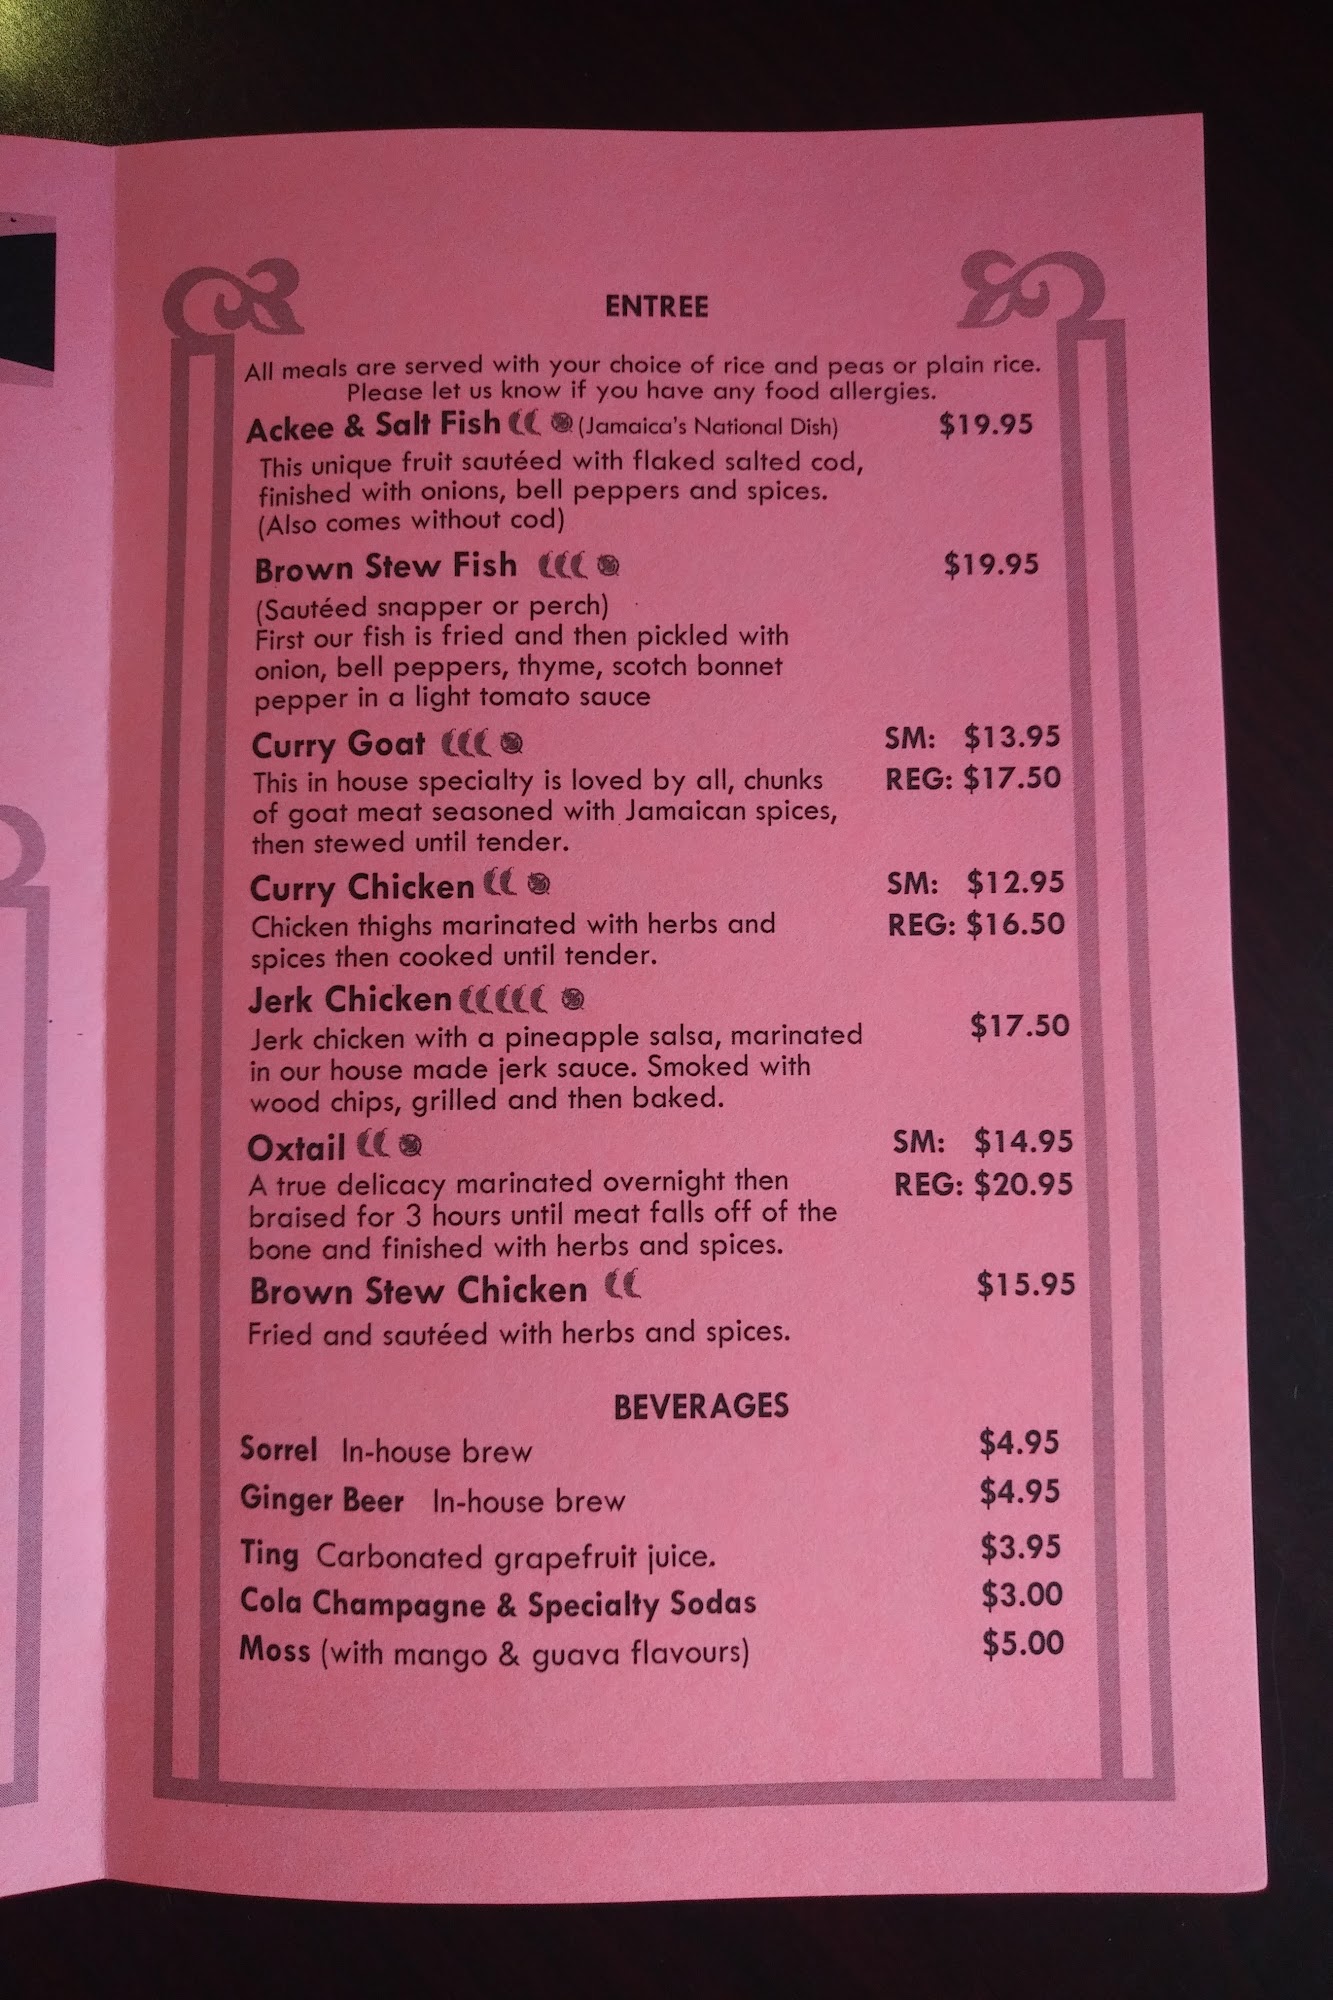 ENTREE
All meals are served with your choice of rice and peas or plain rice.
Please let us know if you have any food allergies.
Ackee & Salt Fish (Jamaica's National Dish) $19.95
This unique fruit sautéed with flaked salted cod,
finished with onions, bell peppers and spices.
(Also comes without cod)
Brown Stew Fish $19.95
(Sautéed snapper or perch)
First our fish is fried and then pickled with
onion, bell peppers, thyme, scotch bonnet
pepper in a light tomato sauce
Curry Goat SM: $13.95
This in house specialty is loved by all, chunks REG: $17.50
of goat meat seasoned with Jamaican spices,
then stewed until tender.
Curry Chicken SM: $12.95
Chicken thighs marinated with herbs and REG: $16.50
spices then cooked until tender.
Jerk Chicken
Jerk chicken with a pineapple salsa, marinated $17.50
in our house made jerk sauce. Smoked with
wood chips, grilled and then baked.
Oxtail SM: $14.95
A true delicacy marinated overnight then REG: $20.95
braised for 3 hours until meat falls off of the
bone and finished with herbs and spices.
Brown Stew Chicken $15.95
Fried and sautéed with herbs and spices.
BEVERAGES
Sorrel In-house brew $4.95
Ginger Beer In-house brew $4.95
Ting Carbonated grapefruit juice. $3.95
Cola Champagne & Specialty Sodas $3.00
Moss (with mango & guava flavours) $5.00